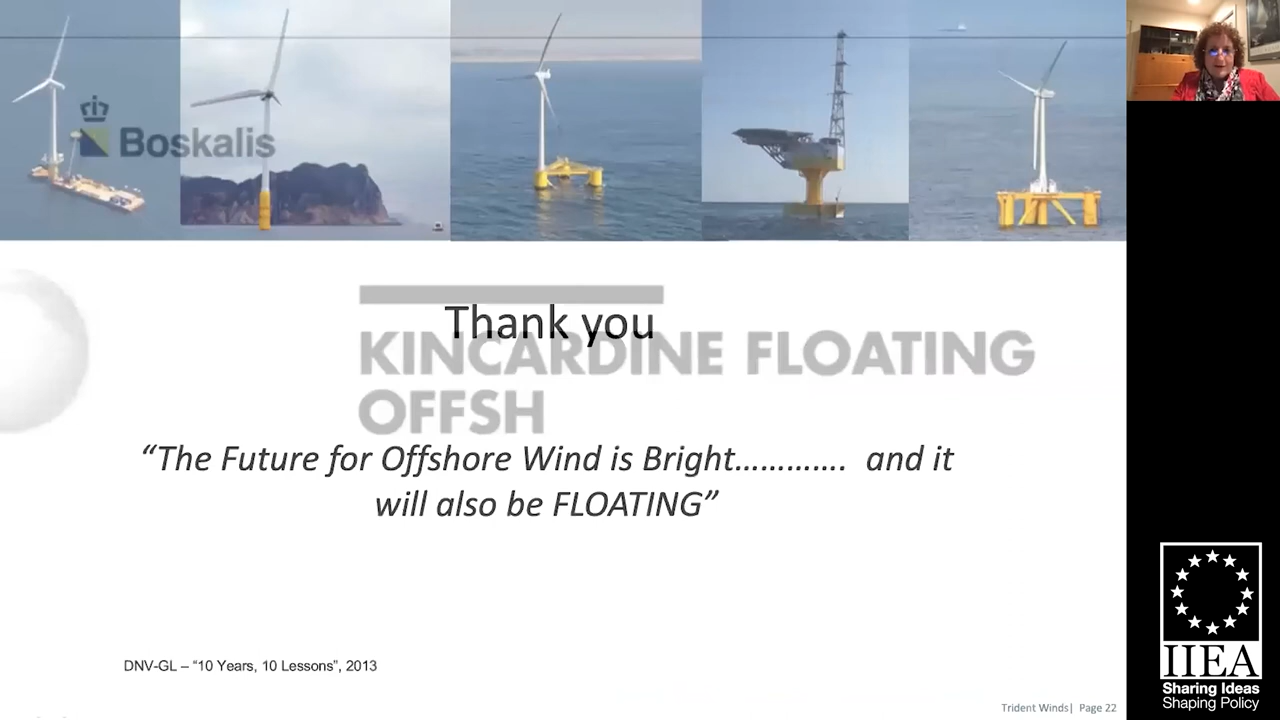 Boskalis
Thank you
KINCARDINE FLOATING
OFFSH
“The Future for Offshore Wind is Bright…………. and it
will also be FLOATING”
DNV-GL – “10 Years, 10 Lessons”, 2013
Trident Winds| Page 22
IIEA
Sharing Ideas
Shaping Policy